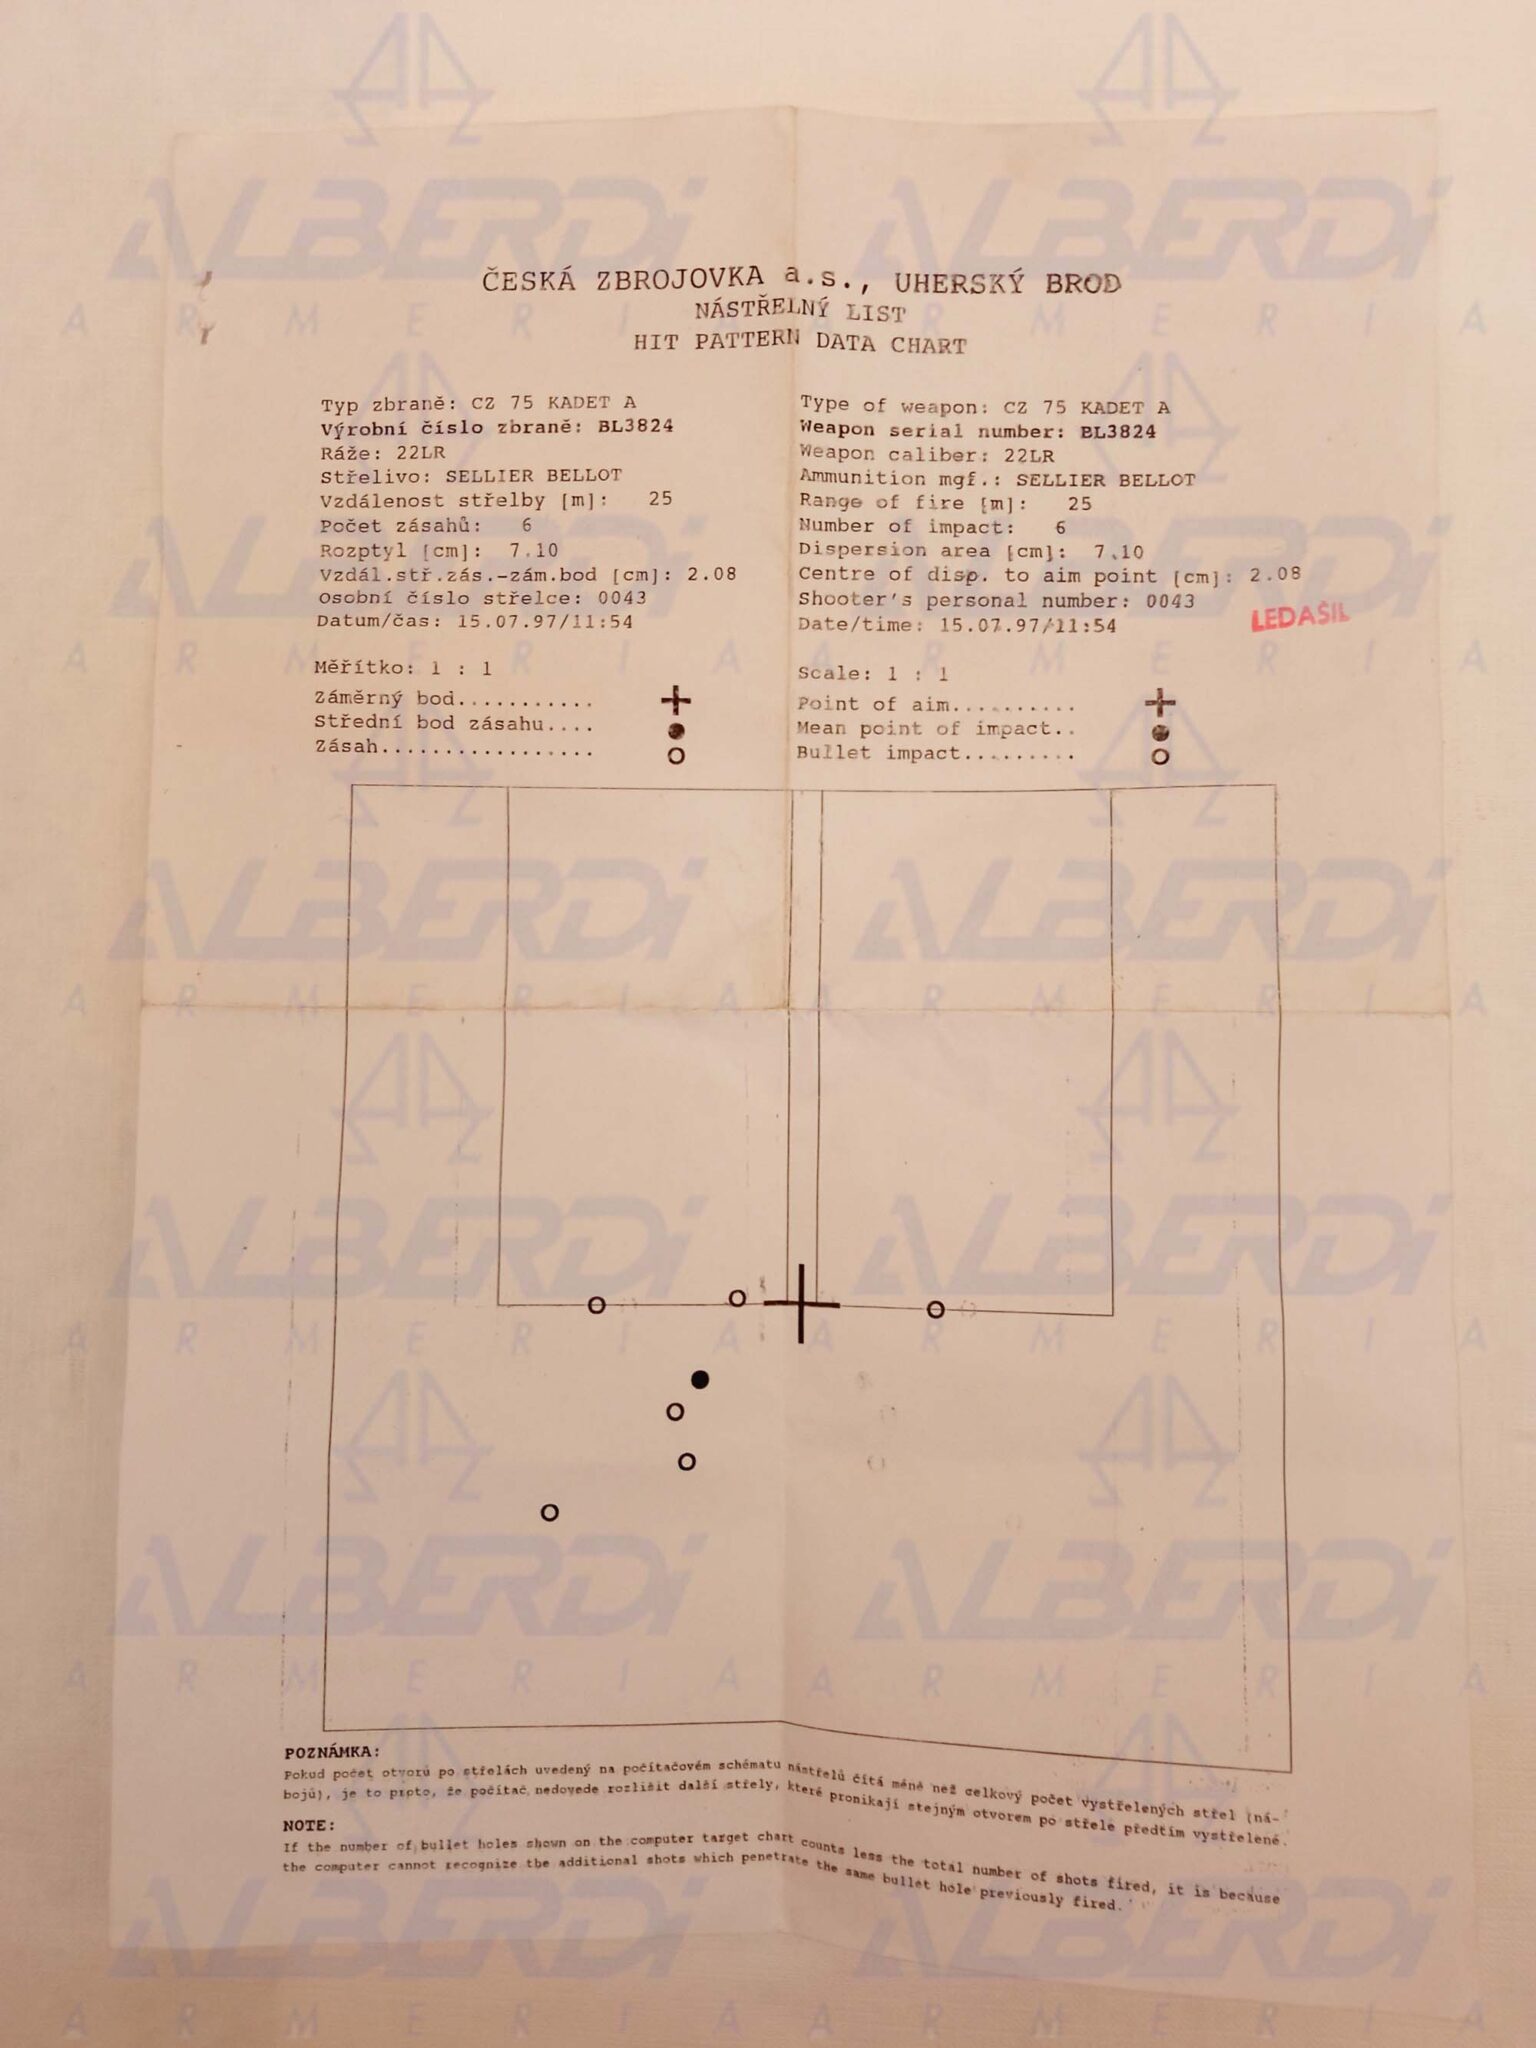 ČESKÁ ZBROJOVKA a.s., UHERSKÝ BROD
NÁSTŘELNÝ LIST
HIT PATTERN DATA CHART
Typ zbraně: CZ 75 KADET A
Výrobní číslo zbraně: BL3824
Ráže: 22LR
Střelivo: SELLIER BELLOT
Vzdálenost střelby [m]: 25
Počet zásahů: 6
Rozptyl [cm]: 7.10
Vzdál.stř.zás.-zám.bod [cm]: 2.08
Osobní číslo střelce: 0043
Datum/čas: 15.07.97/11:54
Měřítko: 1 : 1
Záměrný bod...........
Střední bod zásahu....
Zásah.................
Type of weapon: CZ 75 KADET A
Weapon serial number: BL3824
Weapon caliber: 22LR
Ammunition mgf.: SELLIER BELLOT
Range of fire [m]: 25
Number of impact: 6
Dispersion area [cm]: 7.10
Centre of disp. to aim point [cm]: 2.08
Shooter's personal number: 0043
Date/time: 15.07.97/11:54
LEDAŠIL
Scale: 1 : 1
Point of aim..........
Mean point of impact..
Bullet impact.........
POZNÁMKA:
Pokud počet otvorů po střelách uvedený na počítačovém schématu nástřelů čítá méně než celkový počet vystřelených střel (ná-
bojů), je to proto, že počítač nedovede rozlišit další střely, které pronikají stejným otvorem po střele předtím vystřelené.
NOTE:
If the number of bullet holes shown on the computer target chart counts less the total number of shots fired, it is because
the computer cannot recognize the additional shots which penetrate the same bullet hole previously fired.
ALBERDI
ARMERIA